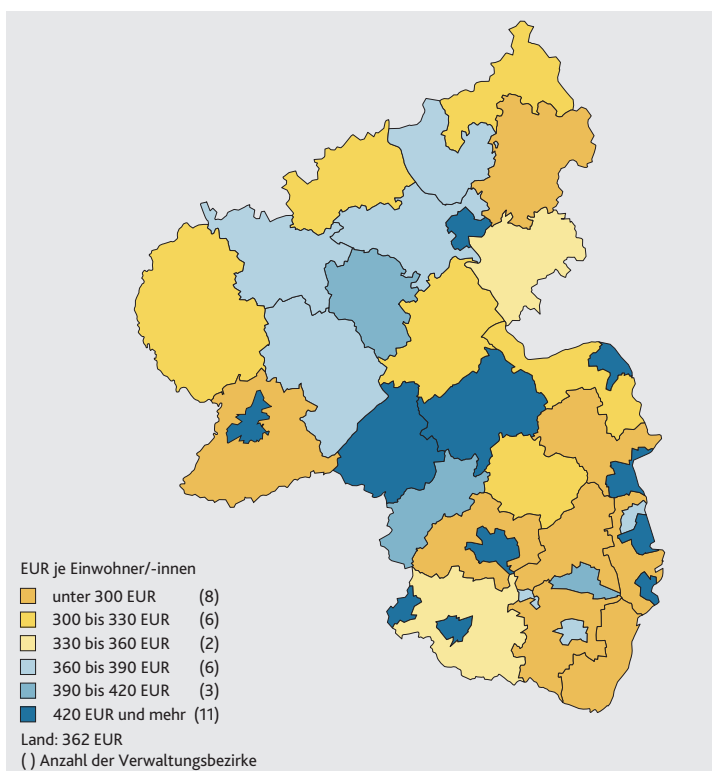 EUR je Einwohner/-innen
unter 300 EUR (8)
300 bis 330 EUR (6)
330 bis 360 EUR (2)
360 bis 390 EUR (6)
390 bis 420 EUR (3)
420 EUR und mehr (11)
Land: 362 EUR
( ) Anzahl der Verwaltungsbezirke